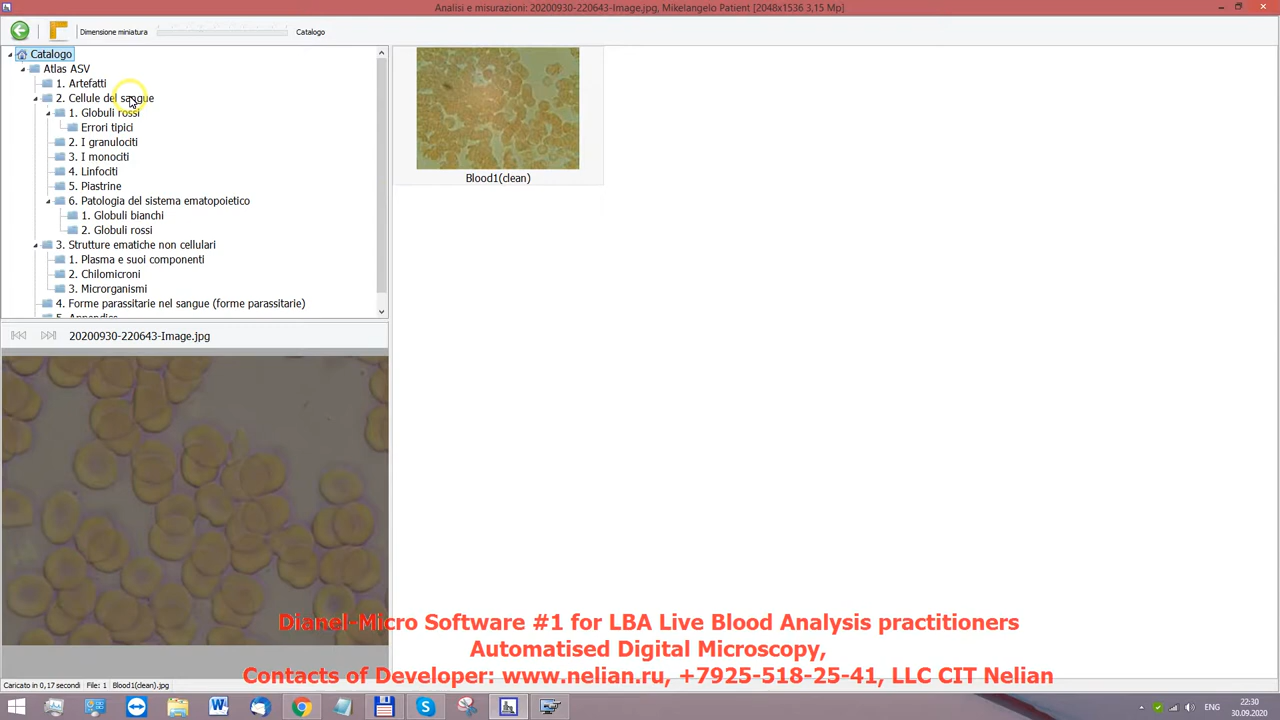 Analisi e misurazioni: 20200930-220643-Image.jpg, Mikelangelo Patient [2048x1536 3,15 Mp]
Dimensione miniatura
Catalogo
Catalogo
Atlas ASV
1. Artefatti
2. Cellule del sangue
1. Globuli rossi
Errori tipici
2. I granulociti
3. I monociti
4. Linfociti
5. Piastrine
6. Patologia del sistema ematopoietico
1. Globuli bianchi
2. Globuli rossi
3. Strutture ematiche non cellulari
1. Plasma e suoi componenti
2. Chilomicroni
3. Microrganismi
4. Forme parassitarie nel sangue (forme parassitarie)
Blood1(clean)
20200930-220643-Image.jpg
Dianel-Micro Software #1 for LBA Live Blood Analysis practitioners
Automatised Digital Microscopy,
Contacts of Developer: www.nelian.ru, +7925-518-25-41, LLC CIT Nelian
Caricato in 0,17 secondi File: 1 Blood1(clean).jpg
ENG
22:30
30.09.2020